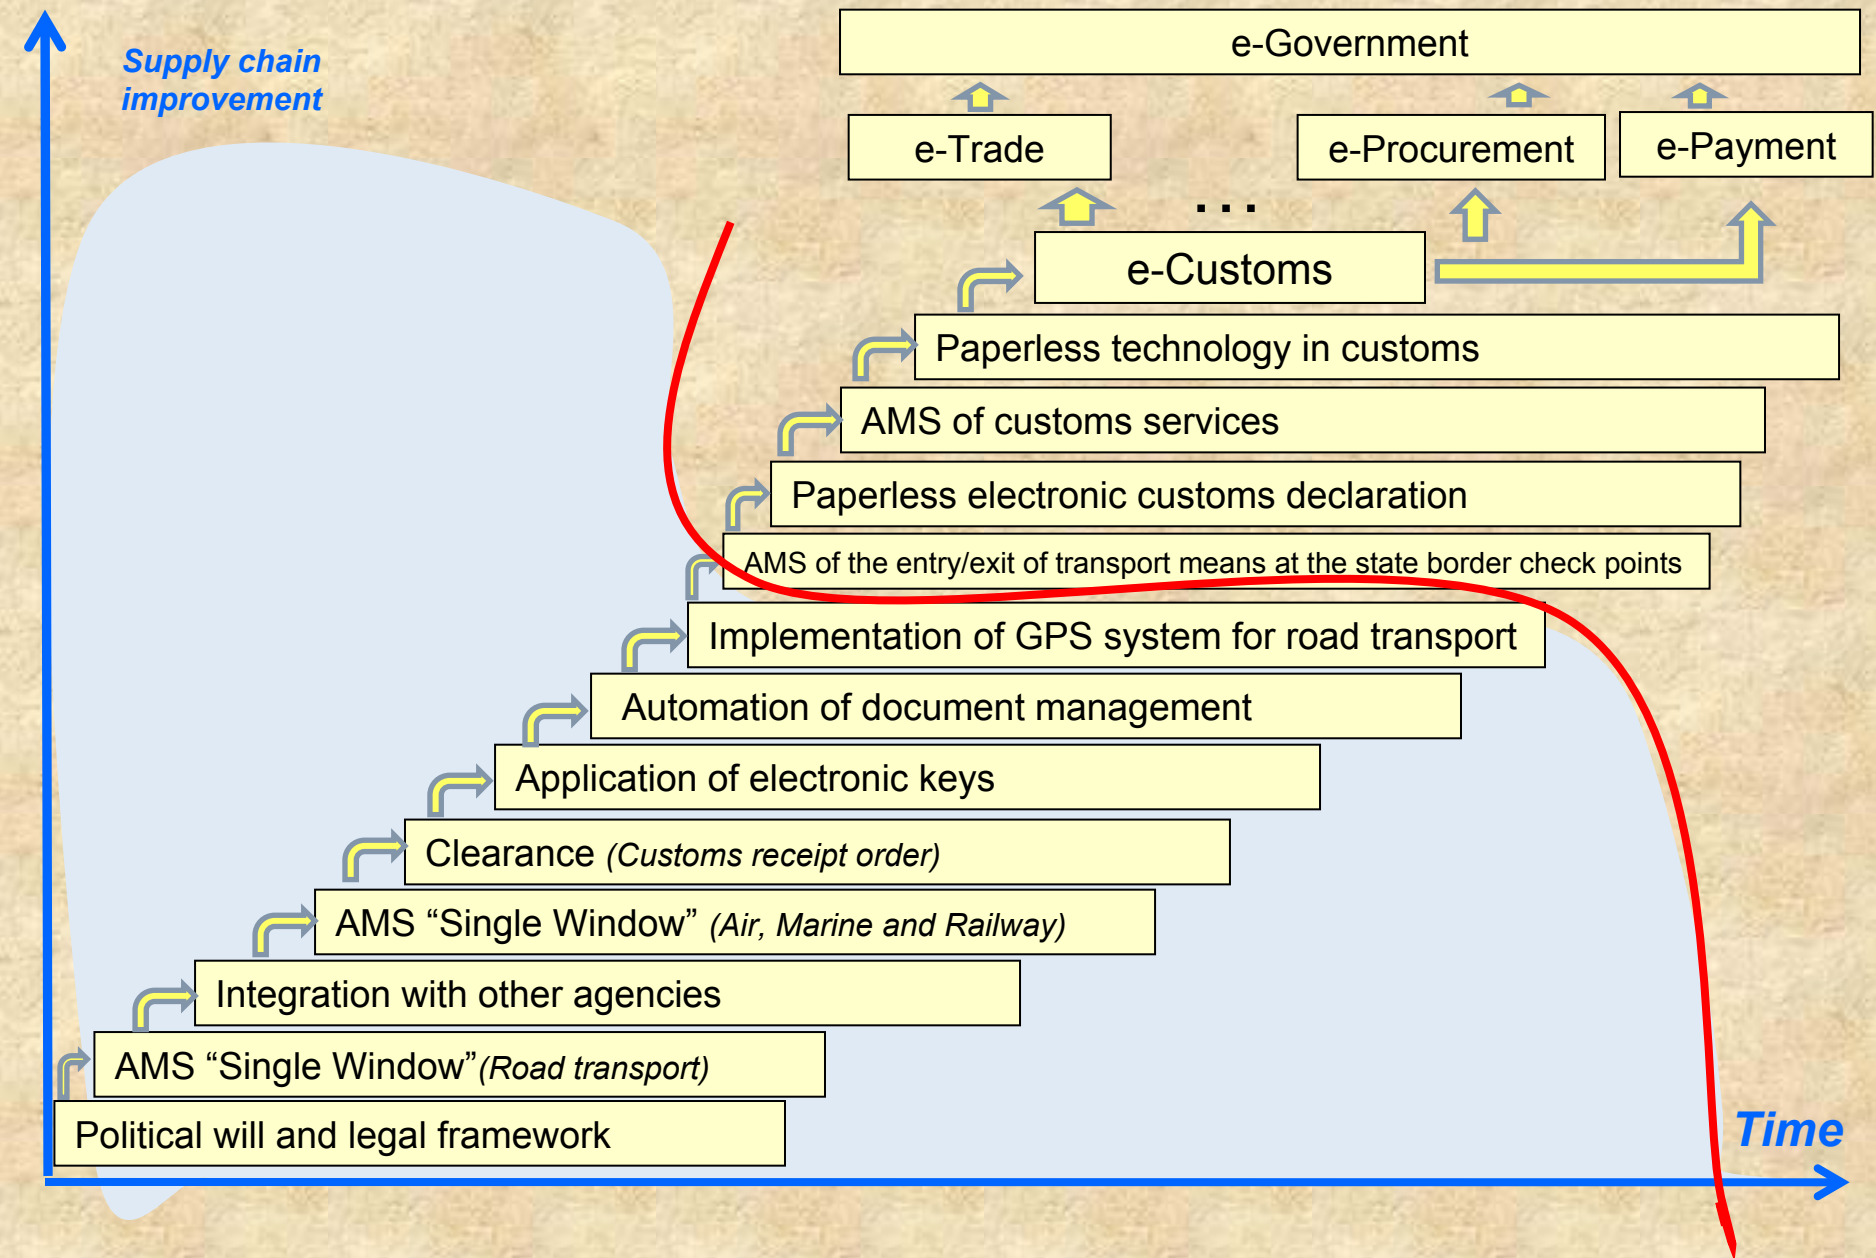 Supply chain
improvement
e-Government
e-Trade
e-Procurement
e-Payment
...
e-Customs
Paperless technology in customs
AMS of customs services
Paperless electronic customs declaration
AMS of the entry/exit of transport means at the state border check points
Implementation of GPS system for road transport
Automation of document management
Application of electronic keys
Clearance (Customs receipt order)
AMS “Single Window” (Air, Marine and Railway)
Integration with other agencies
AMS “Single Window”(Road transport)
Political will and legal framework
Time